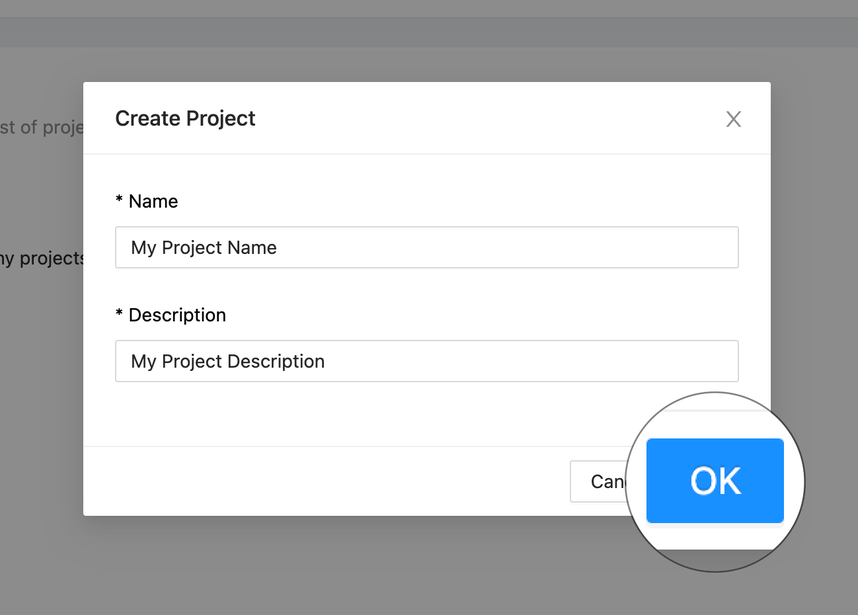 Create Project
st of proje
* Name
My Project Name
ny projects
* Description
My Project Description
Can
OK